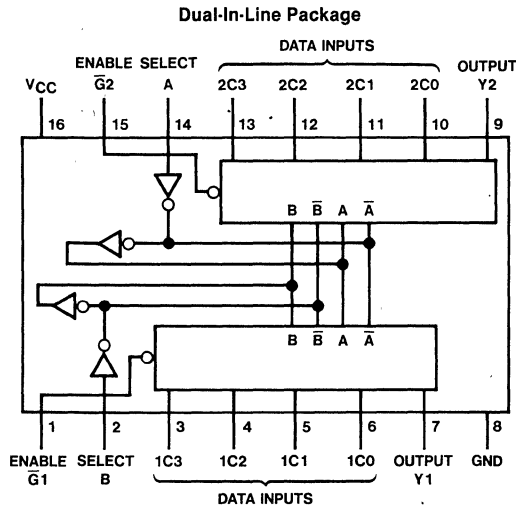 Dual-In-Line Package
DATA INPUTS
ENABLE SELECT OUTPUT
VCC G̅2 A 2C3 2C2 2C1 2C0 Y2
16 15 14 13 12 11 10 9
B B̅ A A̅
B B̅ A A̅
1 2 3 4 5 6 7 8
ENABLE SELECT 1C3 1C2 1C1 1C0 OUTPUT GND
G̅1 B Y1
DATA INPUTS